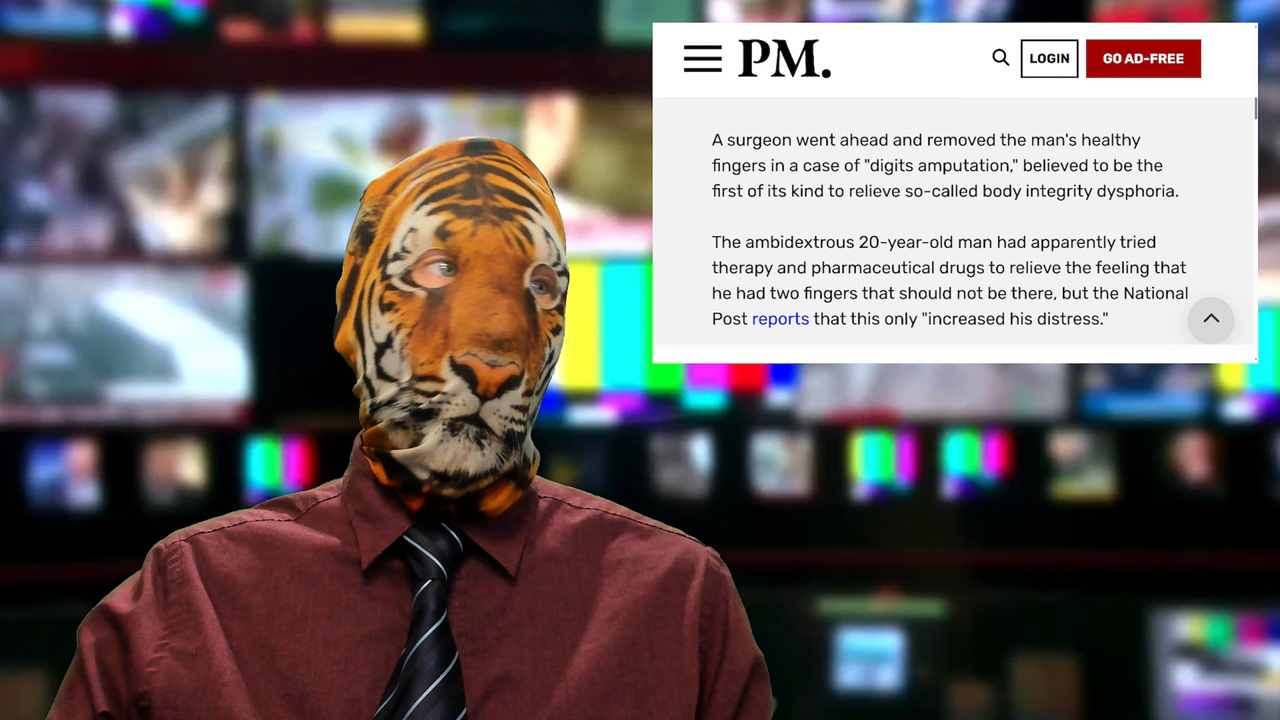 PM.
LOGIN
GO AD-FREE
A surgeon went ahead and removed the man's healthy
fingers in a case of "digits amputation," believed to be the
first of its kind to relieve so-called body integrity dysphoria.
The ambidextrous 20-year-old man had apparently tried
therapy and pharmaceutical drugs to relieve the feeling that
he had two fingers that should not be there, but the National
Post reports that this only "increased his distress."